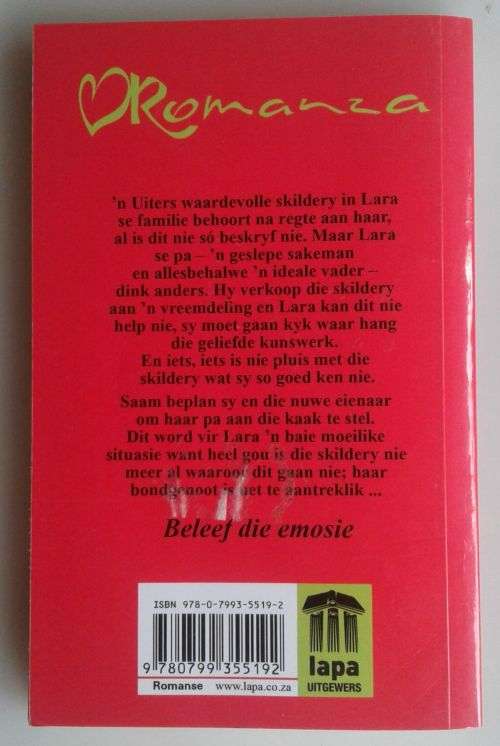 Romanza
'n Uiters waardevolle skildery in Lara
se familie behoort na regte aan haar,
al is dit nie só beskryf nie. Maar Lara
se pa – 'n geslepe sakeman
en allesbehalwe 'n ideale vader –
dink anders. Hy verkoop die skildery
aan 'n vreemdeling en Lara kan dit nie
help nie, sy moet gaan kyk waar hang
die geliefde kunswerk.
En iets, iets is nie pluis met die
skildery wat sy so goed ken nie.
Saam beplan sy en die nuwe eienaar
om haar pa aan die kaak te stel.
Dit word vir Lara 'n baie moeilike
situasie want heel gou is die skildery nie
meer al waaroor dit gaan nie; haar
bondgenoot is net te aantreklik ...
Beleef die emosie
ISBN 978-0-7993-5519-2
9 780799 355192
Romanse www.lapa.co.za
lapa
UITGEWERS